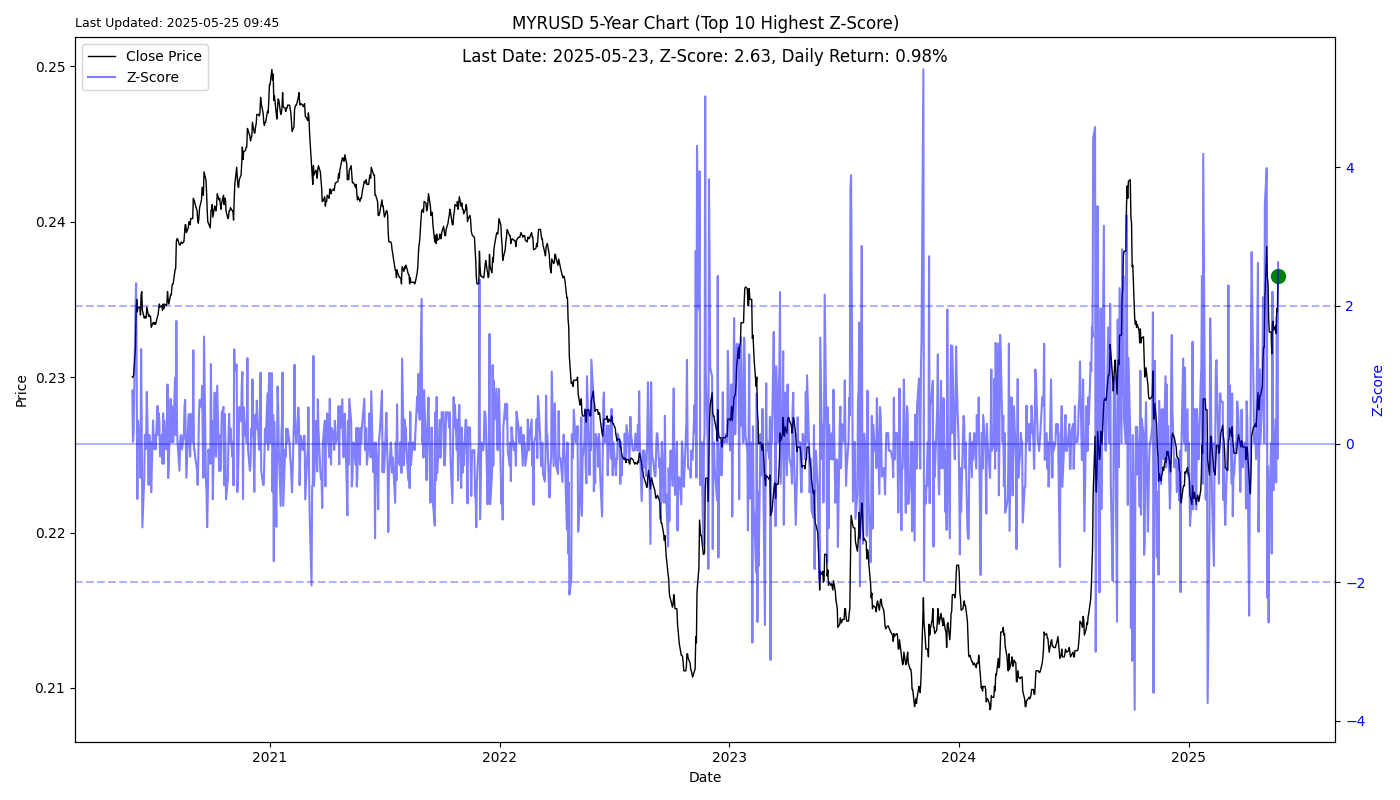 Last Updated: 2025-05-25 09:45
MYRUSD 5-Year Chart (Top 10 Highest Z-Score)
Last Date: 2025-05-23, Z-Score: 2.63, Daily Return: 0.98%
Close Price
Z-Score
0.25
0.24
0.23
0.22
0.21
Price
4
2
0
−2
−4
Z-Score
2021
2022
2023
2024
2025
Date